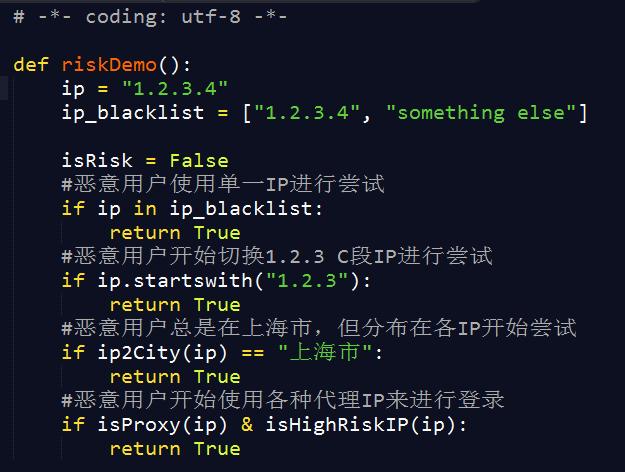 # -*- coding: utf-8 -*-
def riskDemo():
ip = "1.2.3.4"
ip_blacklist = ["1.2.3.4", "something else"]
isRisk = False
#恶意用户使用单一IP进行尝试
if ip in ip_blacklist:
return True
#恶意用户开始切换1.2.3 C段IP进行尝试
if ip.startswith("1.2.3"):
return True
#恶意用户总是在上海市，但分布在各IP开始尝试
if ip2City(ip) == "上海市":
return True
#恶意用户开始使用各种代理IP来进行登录
if isProxy(ip) & isHighRiskIP(ip):
return True